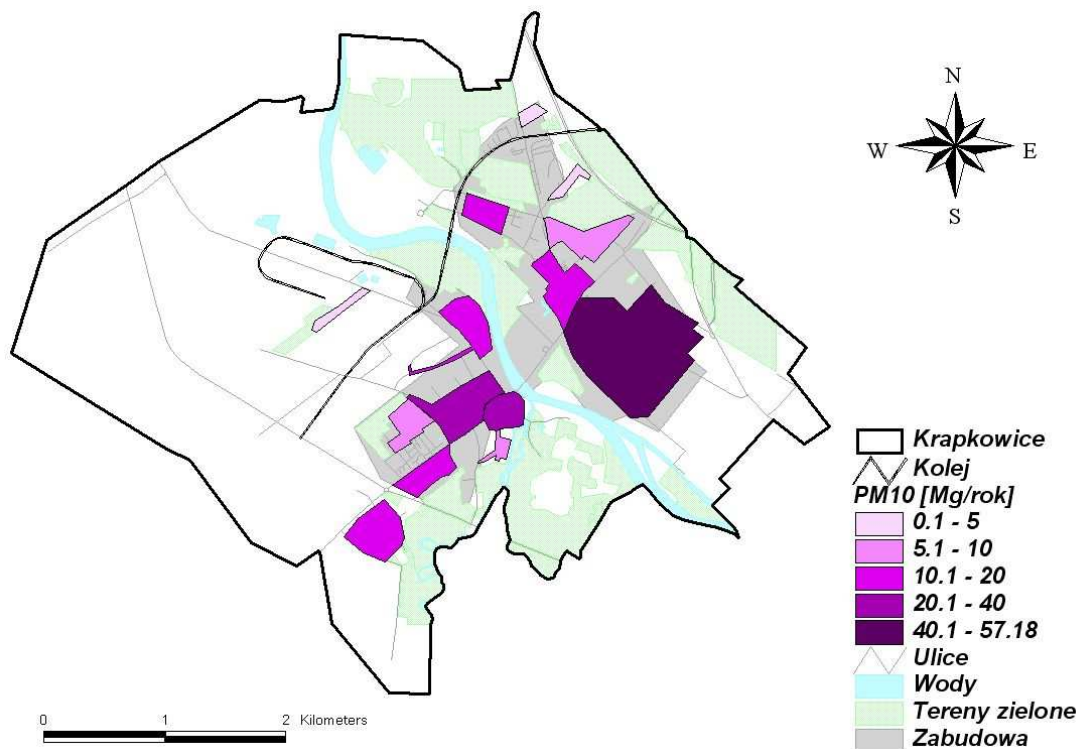 N
W E
S
Krapkowice
Kolej
PM10 [Mg/rok]
0.1 - 5
5.1 - 10
10.1 - 20
20.1 - 40
40.1 - 57.18
Ulice
Wody
Tereny zielone
Zabudowa
0 1 2 Kilometers